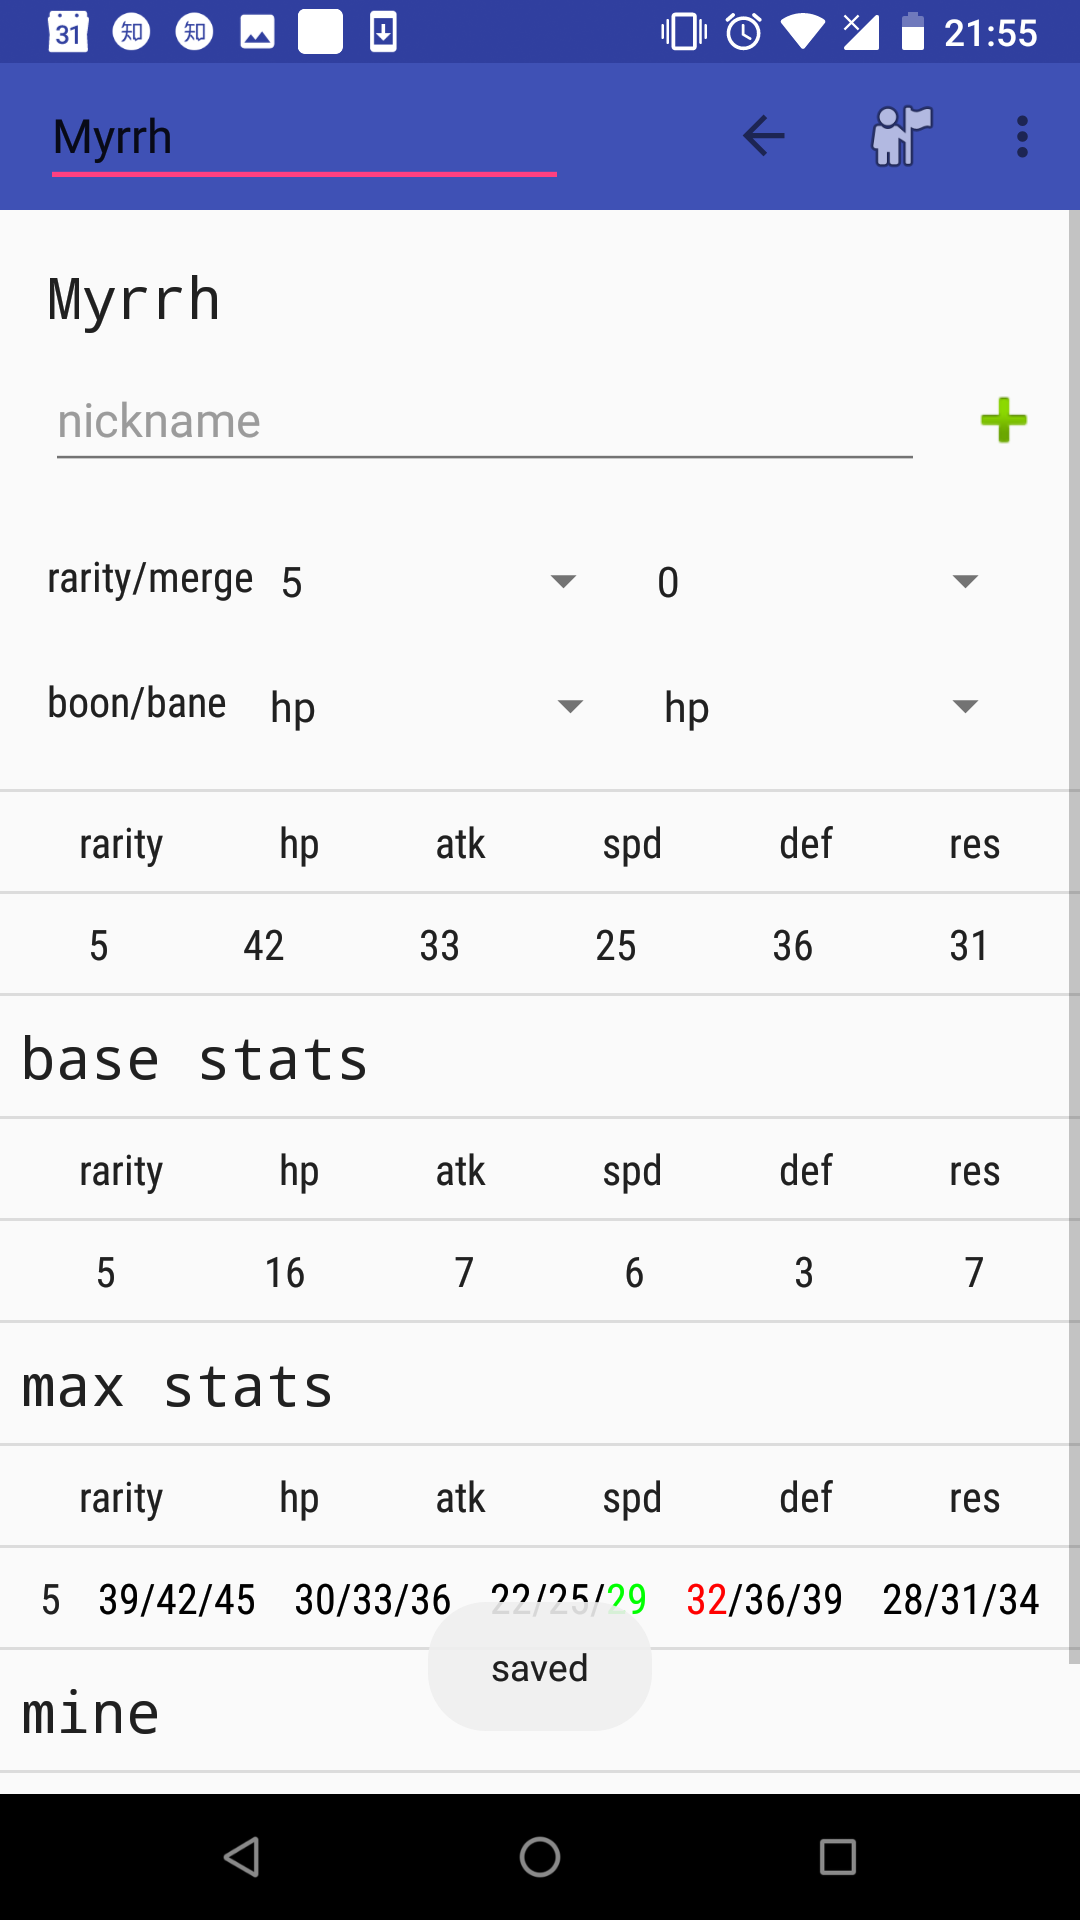 31 知 知 21:55
Myrrh
Myrrh
nickname
rarity/merge 5 0
boon/bane hp hp
rarity hp atk spd def res
5 42 33 25 36 31
base stats
rarity hp atk spd def res
5 16 7 6 3 7
max stats
rarity hp atk spd def res
5 39/42/45 30/33/36 22/25/29 32/36/39 28/31/34
saved
mine